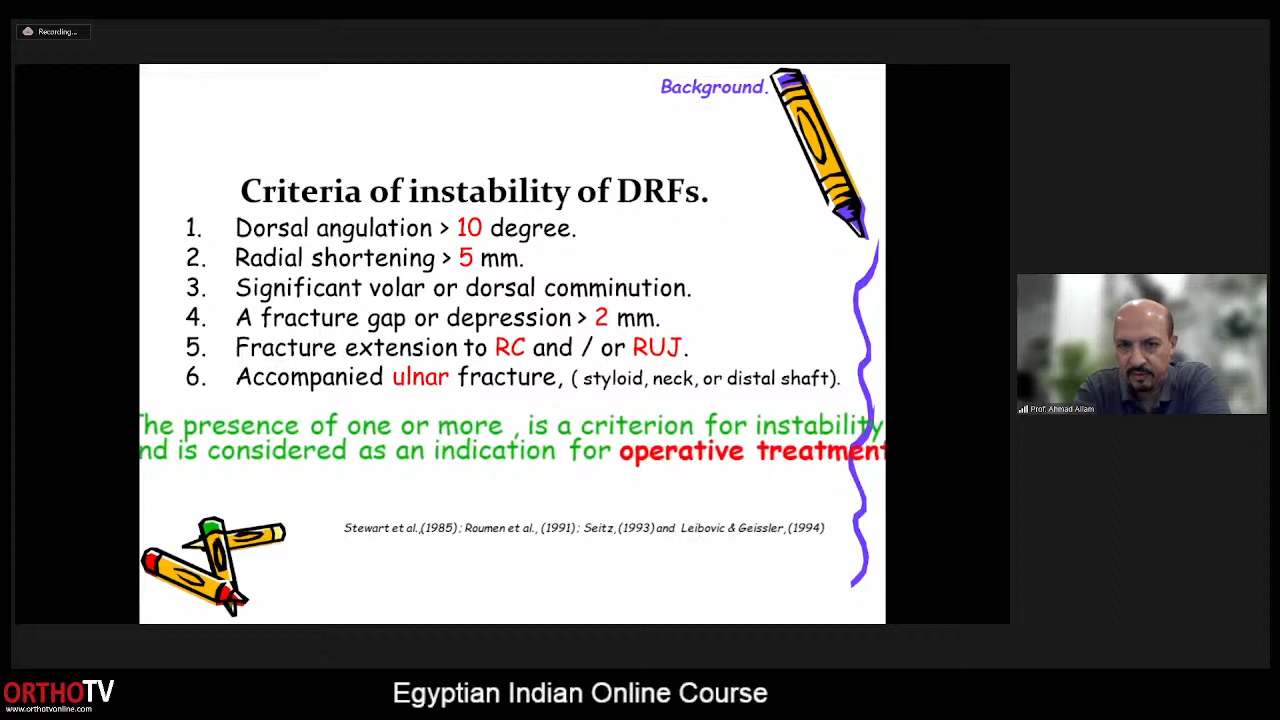 Recording...
Background.
Criteria of instability of DRFs.
1. Dorsal angulation > 10 degree.
2. Radial shortening > 5 mm.
3. Significant volar or dorsal comminution.
4. A fracture gap or depression > 2 mm.
5. Fracture extension to RC and / or RUJ.
6. Accompanied ulnar fracture, ( styloid, neck, or distal shaft).
The presence of one or more , is a criterion for instability
nd is considered as an indication for operative treatment
Stewart et al.,(1985); Roumen et al., (1991); Seitz, (1993) and Leibovic & Geissler, (1994)
Prof. Ahmad Allam
ORTHOTV
www.orthotvonline.com
Egyptian Indian Online Course